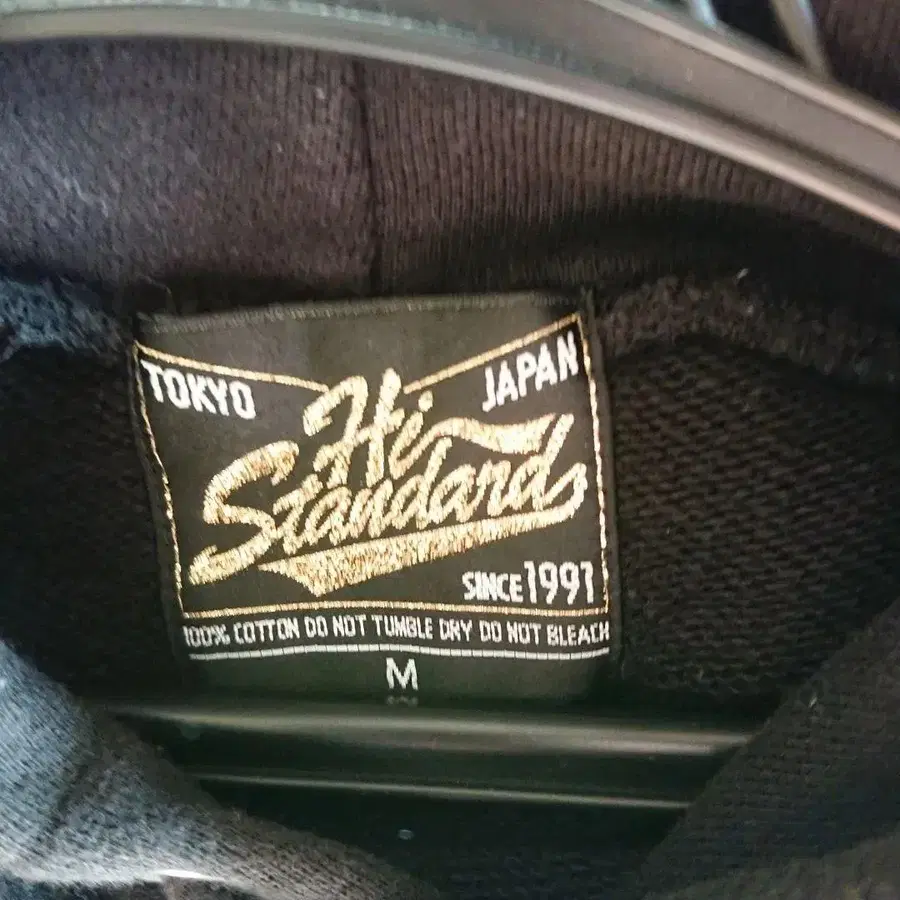 TOKYO JAPAN
Hi
Standard
SINCE 1991
100% COTTON DO NOT TUMBLE DRY DO NOT BLEACH
M